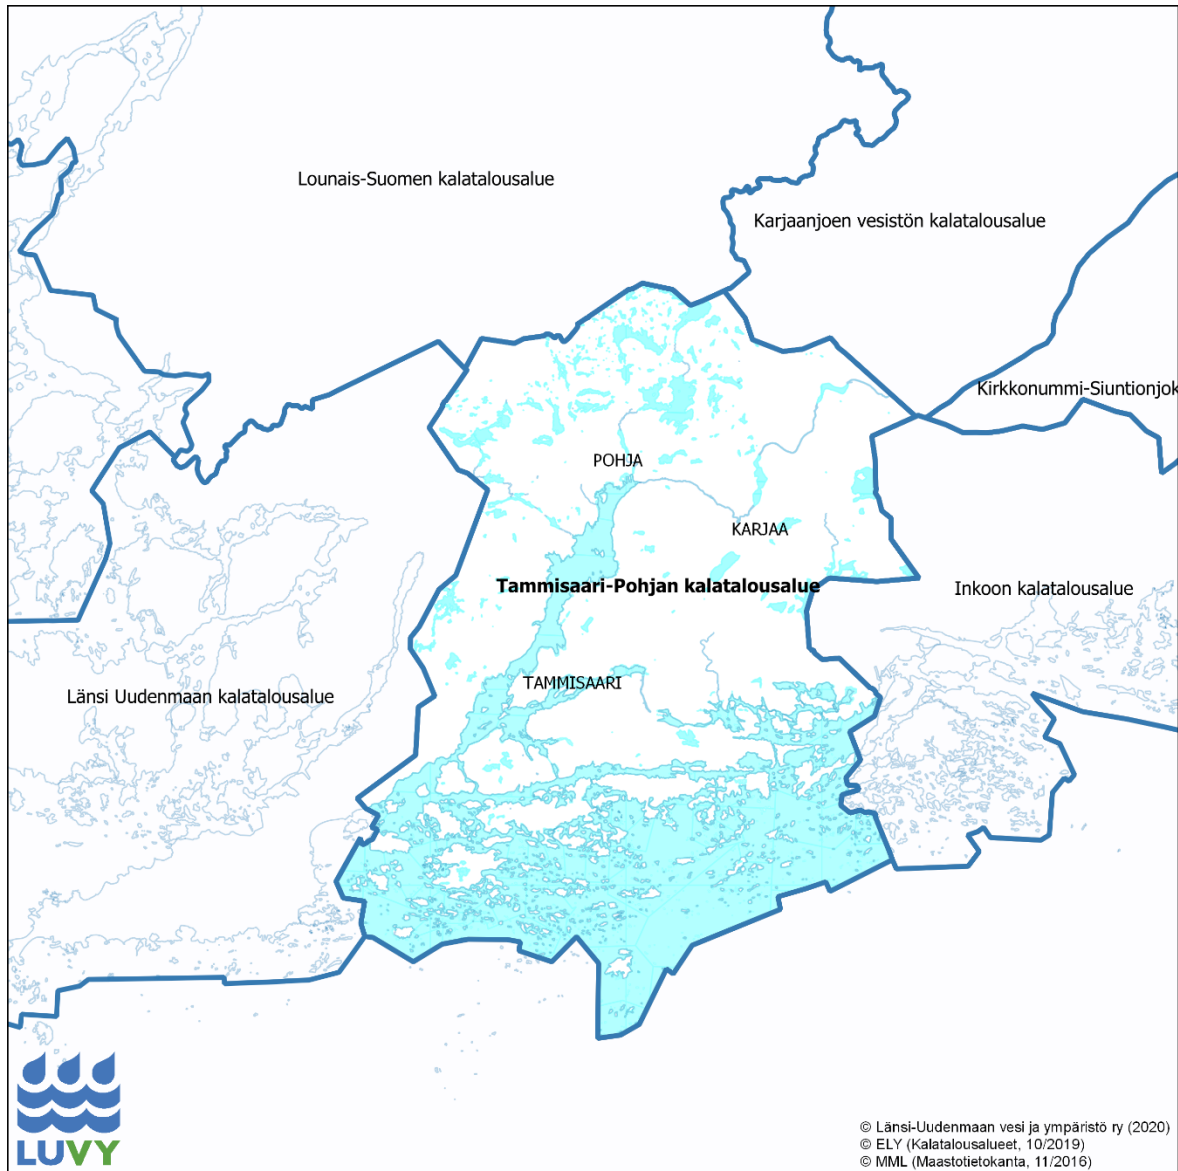 Lounais-Suomen kalatalousalue
Karjaanjoen vesistön kalatalousalue
Kirkkonummi-Siuntionjok
POHJA
KARJAA
Tammisaari-Pohjan kalatalousalue
Inkoon kalatalousalue
TAMMISAARI
Länsi Uudenmaan kalatalousalue
LUVY
© Länsi-Uudenmaan vesi ja ympäristö ry (2020)
© ELY (Kalatalousalueet, 10/2019)
© MML (Maastotietokanta, 11/2016)